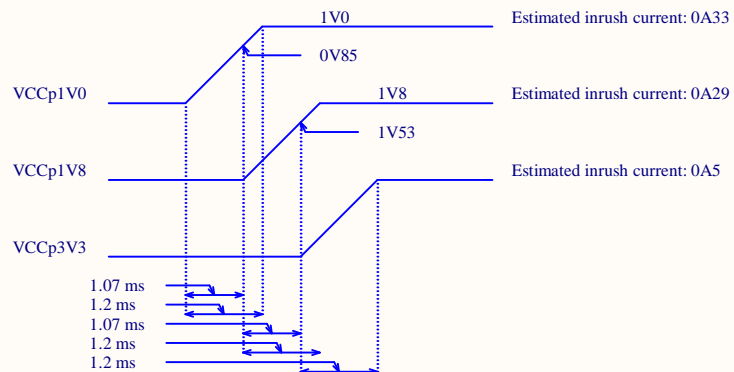 1V0
Estimated inrush current: 0A33
0V85
VCCp1V0
1V8
Estimated inrush current: 0A29
1V53
VCCp1V8
Estimated inrush current: 0A5
VCCp3V3
1.07 ms
1.2 ms
1.07 ms
1.2 ms
1.2 ms